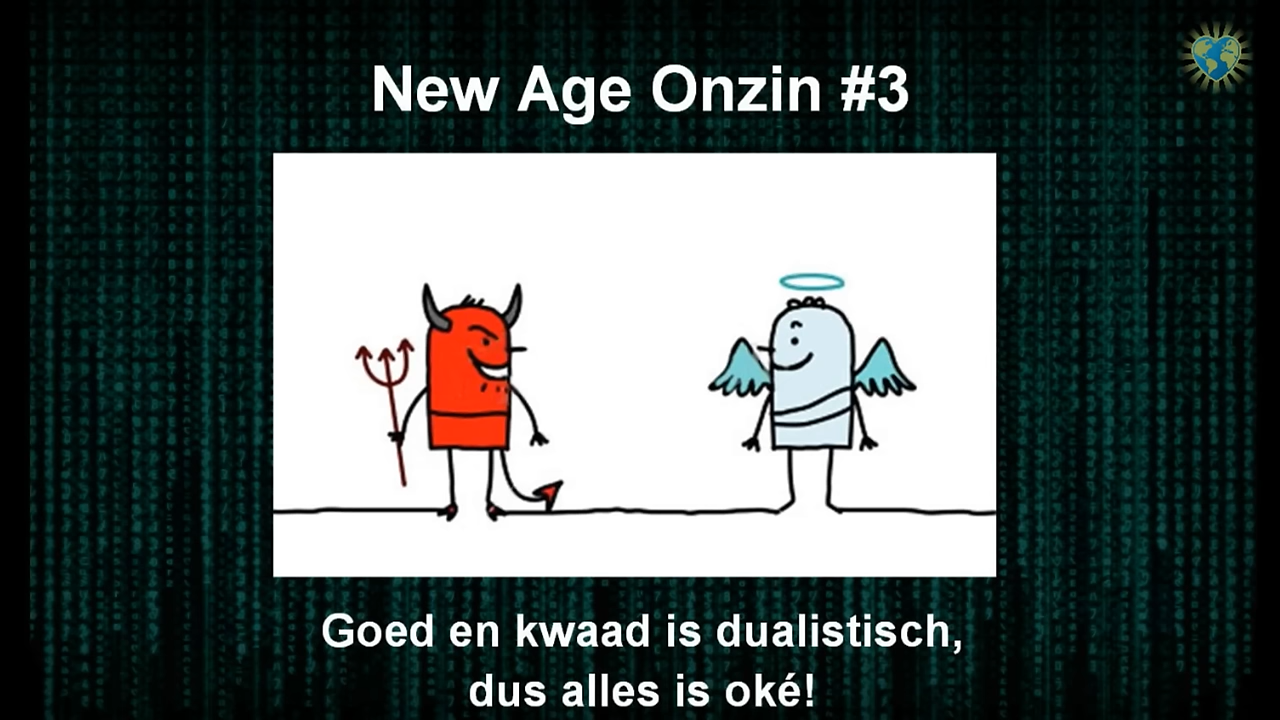 New Age Onzin #3
Goed en kwaad is dualistisch,
dus alles is oké!